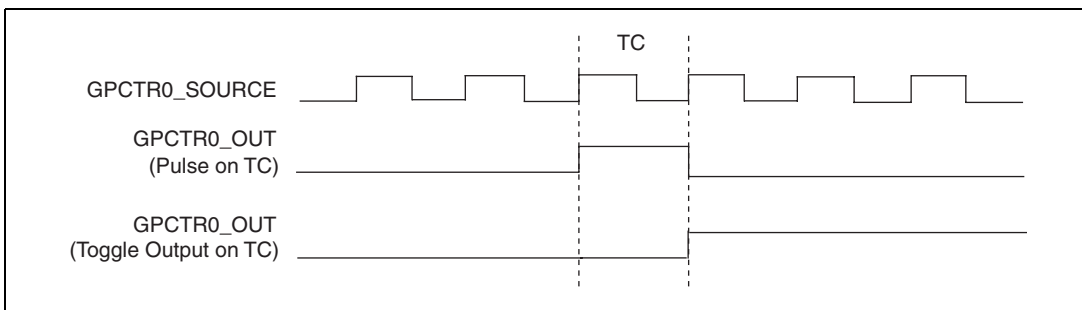 TC
GPCTR0_SOURCE
GPCTR0_OUT
(Pulse on TC)
GPCTR0_OUT
(Toggle Output on TC)